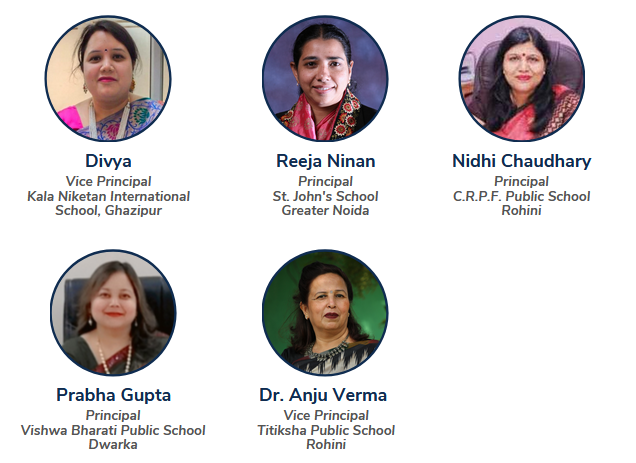 Divya
Vice Principal
Kala Niketan International
School, Ghazipur
Reeja Ninan
Principal
St. John's School
Greater Noida
Nidhi Chaudhary
Principal
C.R.P.F. Public School
Rohini
Prabha Gupta
Principal
Vishwa Bharati Public School
Dwarka
Dr. Anju Verma
Vice Principal
Titiksha Public School
Rohini